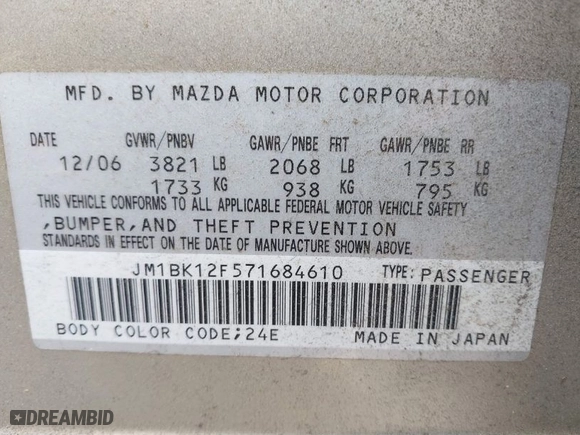 MFD. BY MAZDA MOTOR CORPORATION
DATE GVWR/PNBV GAWR/PNBE FRT GAWR/PNBE RR
12/06 3821 LB 2068 LB 1753 LB
1733 KG 938 KG 795 KG
THIS VEHICLE CONFORMS TO ALL APPLICABLE FEDERAL MOTOR VEHICLE SAFETY
,BUMPER,AND THEFT PREVENTION
STANDARDS IN EFFECT ON THE DATE OF MANUFACTURE SHOWN ABOVE.
JM1BK12F571684610 TYPE: PASSENGER
BODY COLOR CODE;24E MADE IN JAPAN
DREAMBID